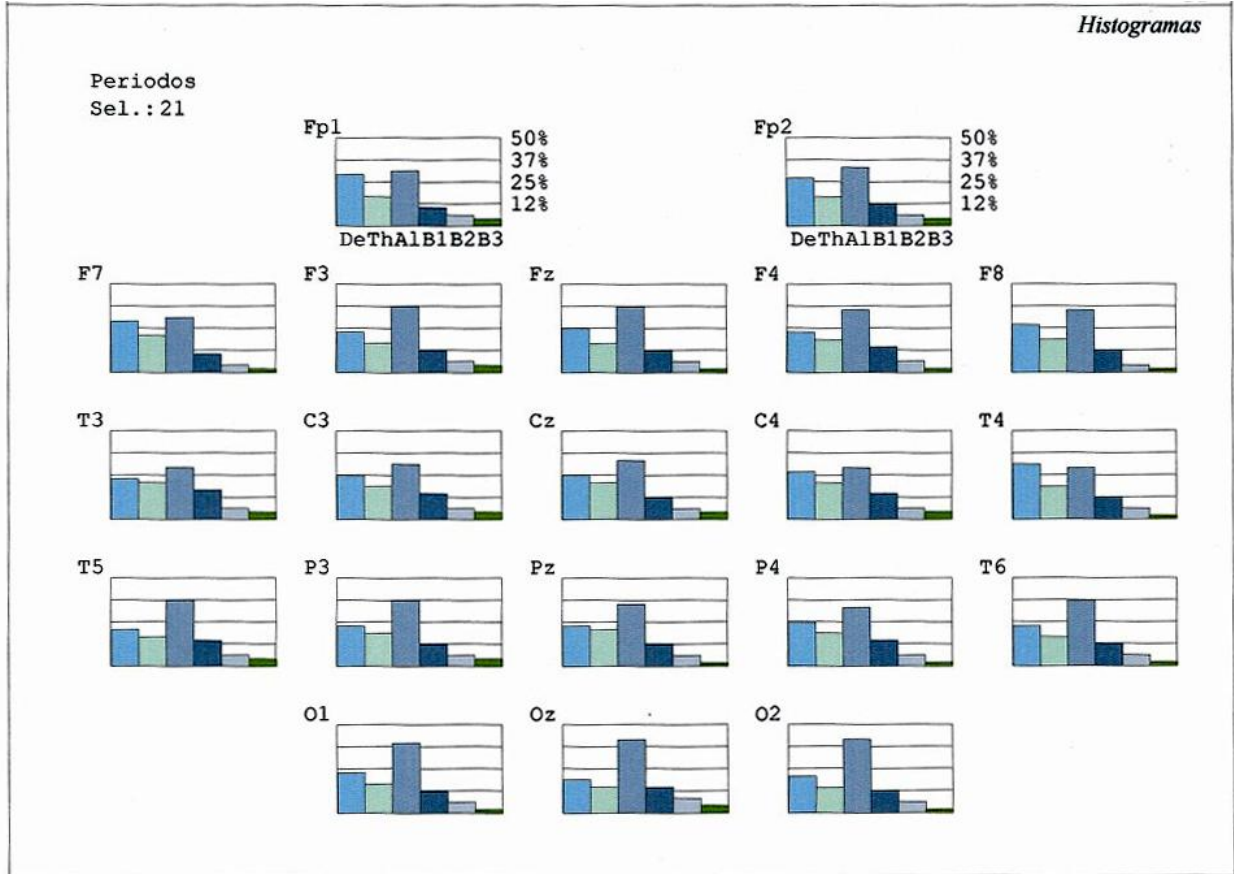 Histogramas
Periodos
Sel.: 21
Fp1
50%
37%
25%
12%
DeThAlB1B2B3
Fp2
50%
37%
25%
12%
DeThAlB1B2B3
F7 F3 Fz F4 F8
T3 C3 Cz C4 T4
T5 P3 Pz P4 T6
O1 Oz O2